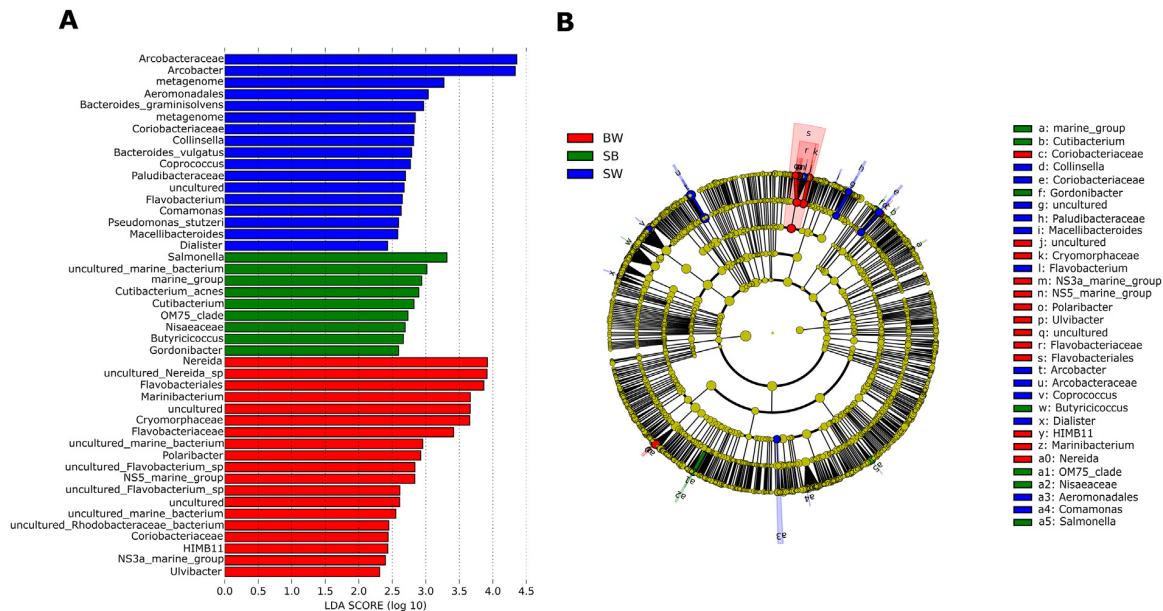 A
B
Arcobacteraceae
Arcobacter
metagenome
Aeromonadales
Bacteroides_graminisolvens
metagenome
Coriobacteriaceae
Collinsella
Bacteroides_vulgatus
Coprococcus
Paludibacteraceae
uncultured
Flavobacterium
Comamonas
Pseudomonas_stutzeri
Macellibacteroides
Dialister
Salmonella
uncultured_marine_bacterium
marine_group
Cutibacterium_acnes
Cutibacterium
OM75_clade
Nisaeaceae
Butyricicoccus
Gordonibacter
Nereida
uncultured_Nereida_sp
Flavobacteriales
Marinibacterium
uncultured
Cryomorphaceae
Flavobacteriaceae
uncultured_marine_bacterium
Polaribacter
uncultured_Flavobacterium_sp
NS5_marine_group
uncultured_Flavobacterium_sp
uncultured
uncultured_marine_bacterium
uncultured_Rhodobacteraceae_bacterium
Coriobacteriaceae
HIMB11
NS3a_marine_group
Ulvibacter
0.0 0.5 1.0 1.5 2.0 2.5 3.0 3.5 4.0 4.5
LDA SCORE (log 10)
BW
SB
SW
s
r k
h
u
w
x
a
a1
a2
a3
a4
a5
a: marine_group
b: Cutibacterium
c: Coriobacteriaceae
d: Collinsella
e: Coriobacteriaceae
f: Gordonibacter
g: uncultured
h: Paludibacteraceae
i: Macellibacteroides
j: uncultured
k: Cryomorphaceae
l: Flavobacterium
m: NS3a_marine_group
n: NS5_marine_group
o: Polaribacter
p: Ulvibacter
q: uncultured
r: Flavobacteriaceae
s: Flavobacteriales
t: Arcobacter
u: Arcobacteraceae
v: Coprococcus
w: Butyricicoccus
x: Dialister
y: HIMB11
z: Marinibacterium
a0: Nereida
a1: OM75_clade
a2: Nisaeaceae
a3: Aeromonadales
a4: Comamonas
a5: Salmonella